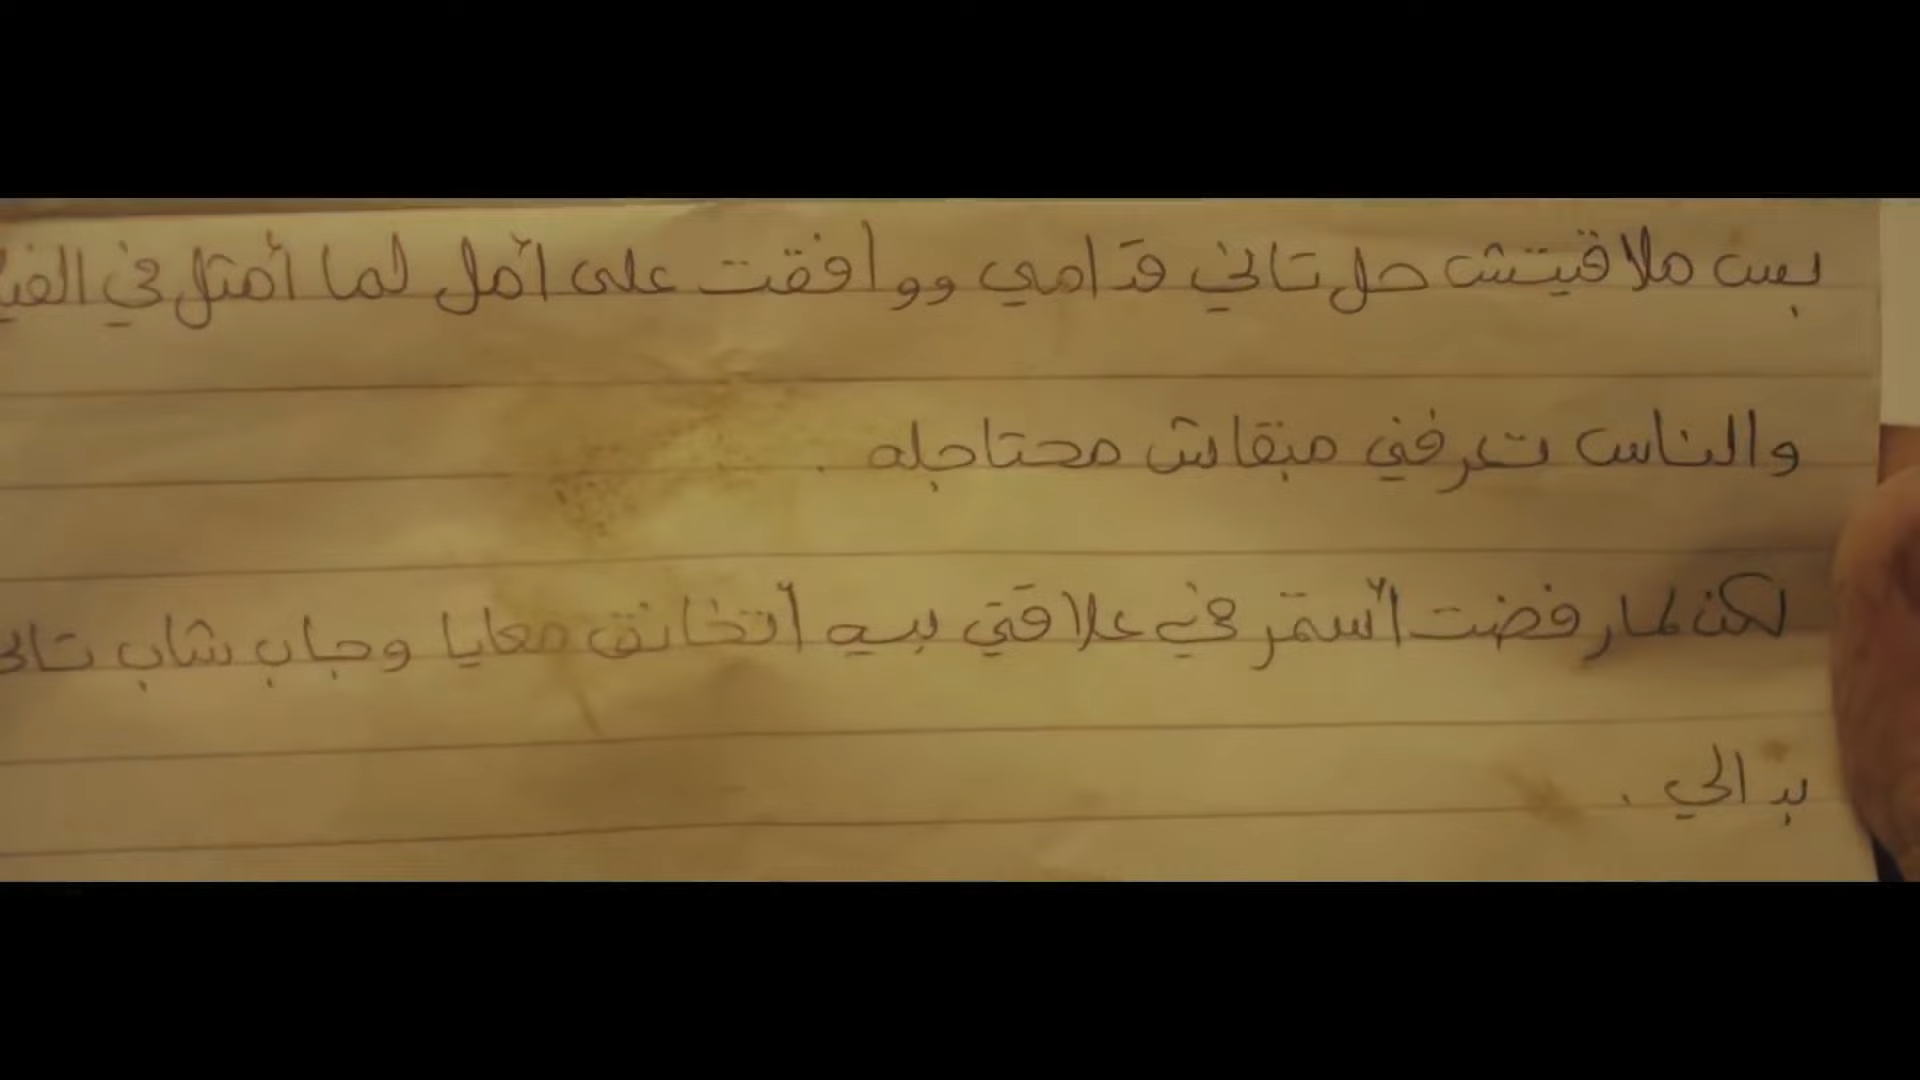 بس ملاقيتش حل تاني قدامي ووافقت على أمل لما أمثل في
والناس تعرفني مبقاش محتاجله .
لكن لما رفضت أستمر في علاقتي بيه أتخانق معايا وجاب شاب تاني
بدالي .